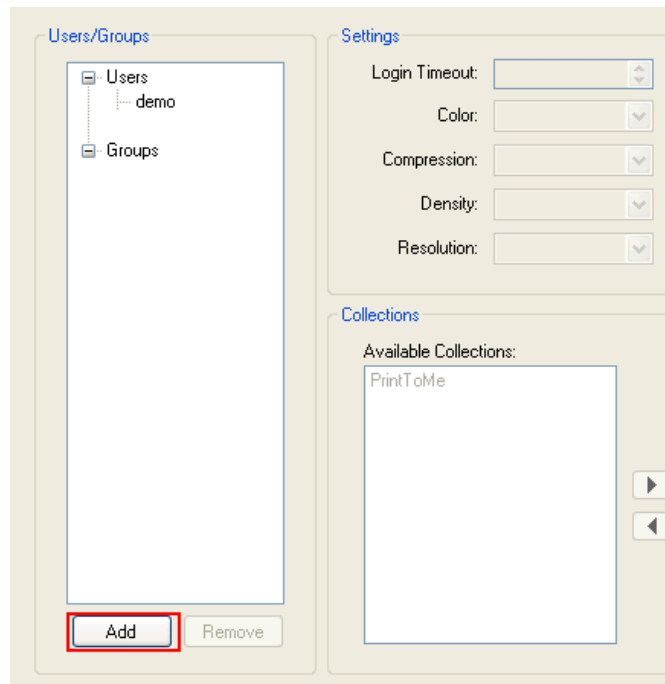 Users/Groups
Users
demo
Groups
Add
Remove
Settings
Login Timeout:
Color:
Compression:
Density:
Resolution:
Collections
Available Collections:
PrintToMe